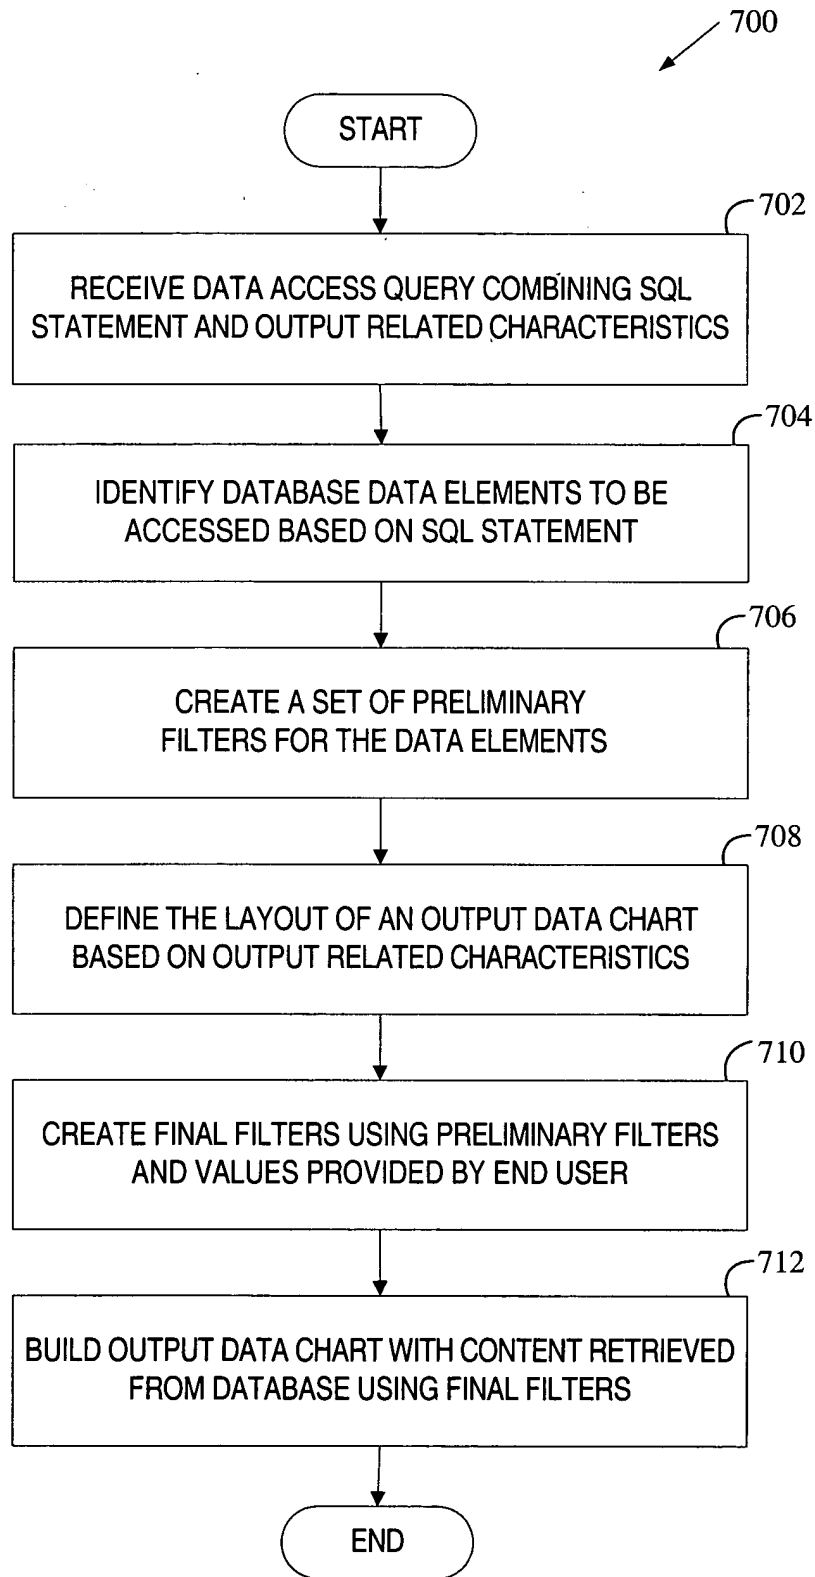 700
START
702
RECEIVE DATA ACCESS QUERY COMBINING SQL
STATEMENT AND OUTPUT RELATED CHARACTERISTICS
704
IDENTIFY DATABASE DATA ELEMENTS TO BE
ACCESSED BASED ON SQL STATEMENT
706
CREATE A SET OF PRELIMINARY
FILTERS FOR THE DATA ELEMENTS
708
DEFINE THE LAYOUT OF AN OUTPUT DATA CHART
BASED ON OUTPUT RELATED CHARACTERISTICS
710
CREATE FINAL FILTERS USING PRELIMINARY FILTERS
AND VALUES PROVIDED BY END USER
712
BUILD OUTPUT DATA CHART WITH CONTENT RETRIEVED
FROM DATABASE USING FINAL FILTERS
END